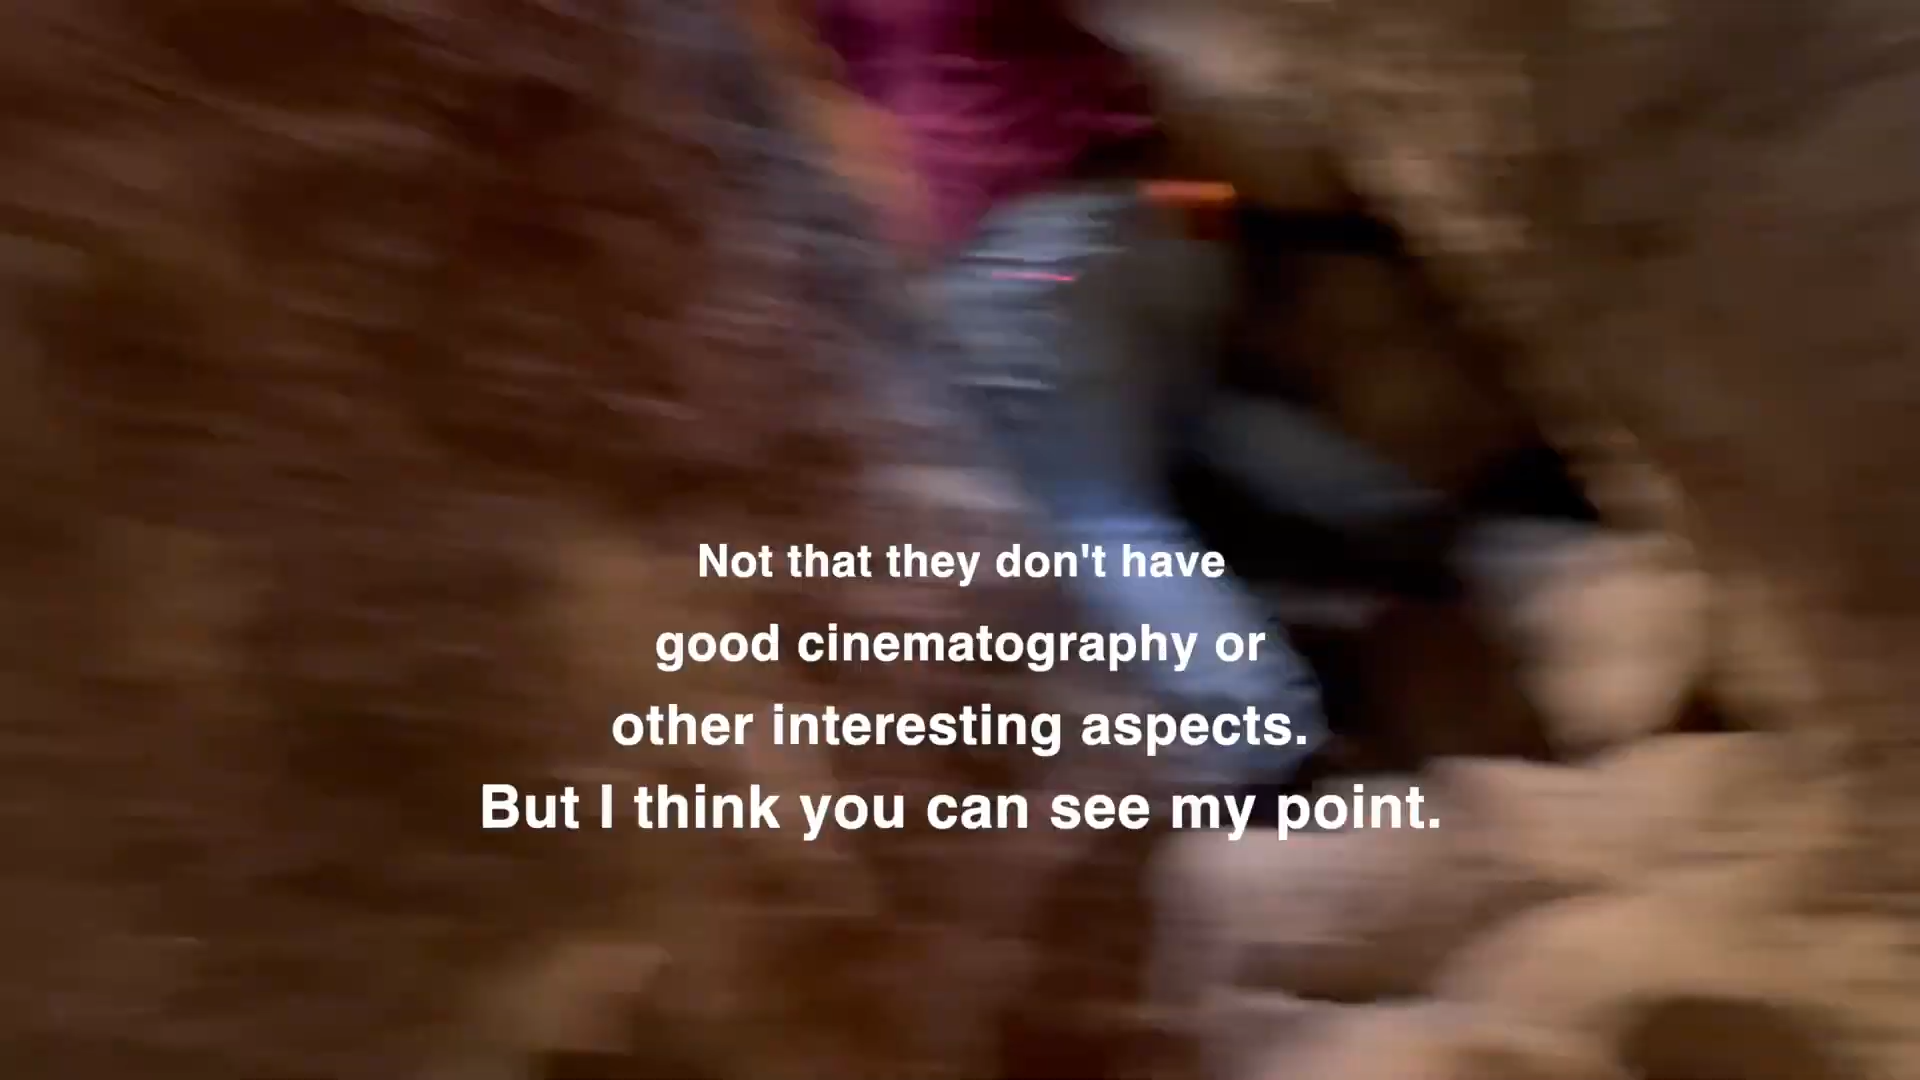 Not that they don't have
good cinematography or
other interesting aspects.
But I think you can see my point.